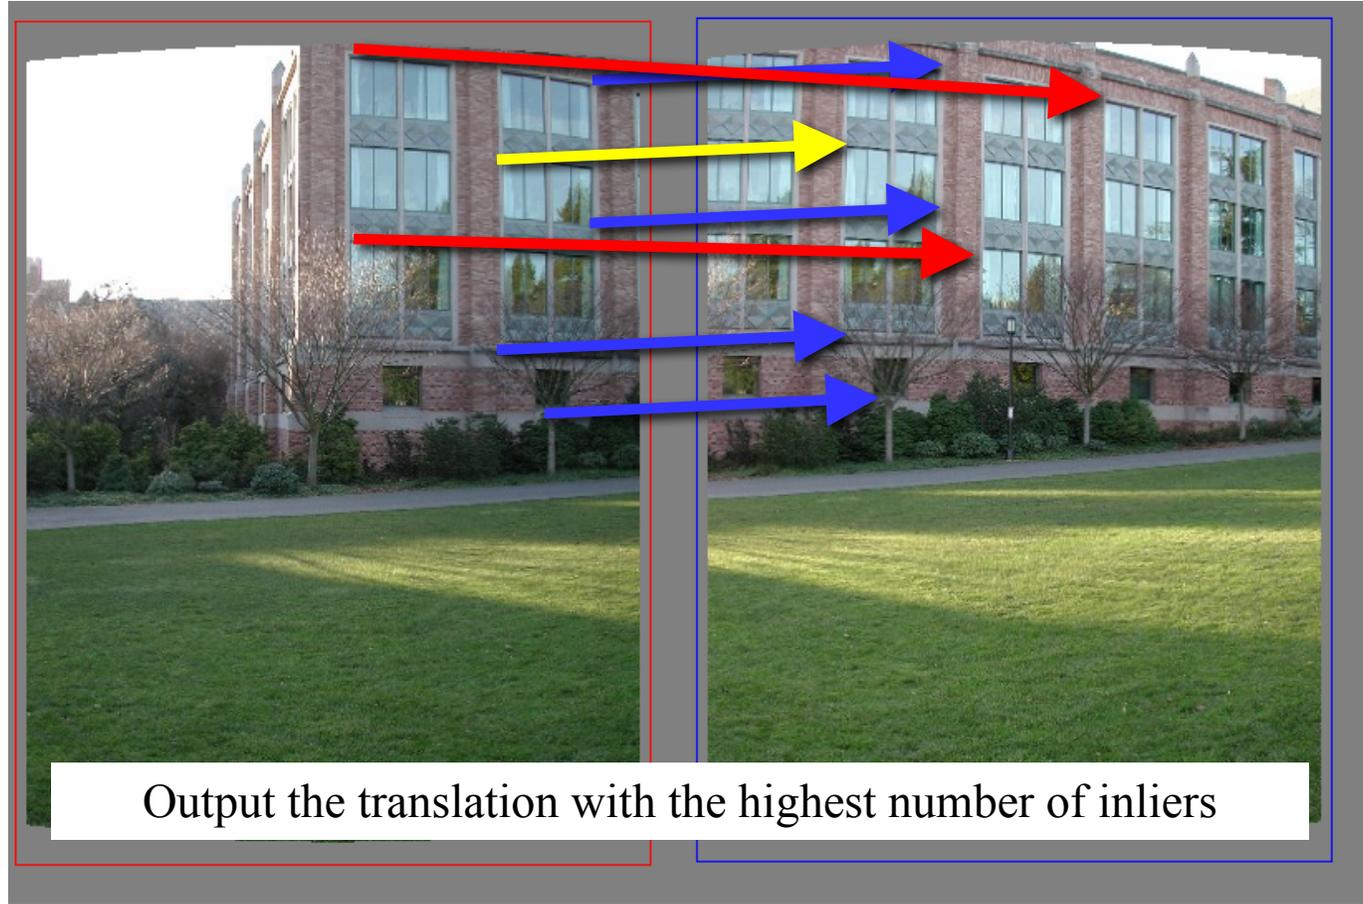 Output the translation with the highest number of inliers